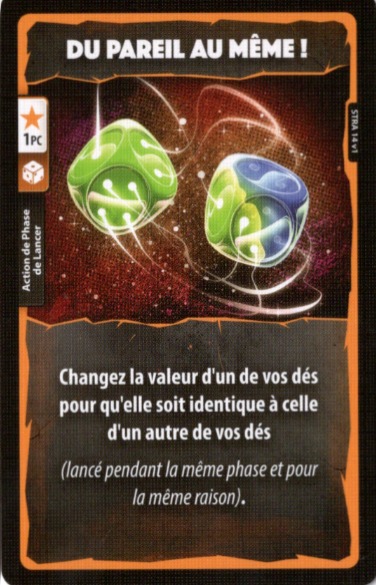 DU PAREIL AU MÊME !
1PC
Action de Phase
de Lancer
STRA 14 v1
Changez la valeur d'un de vos dés
pour qu'elle soit identique à celle
d'un autre de vos dés
(lancé pendant la même phase et pour
la même raison).